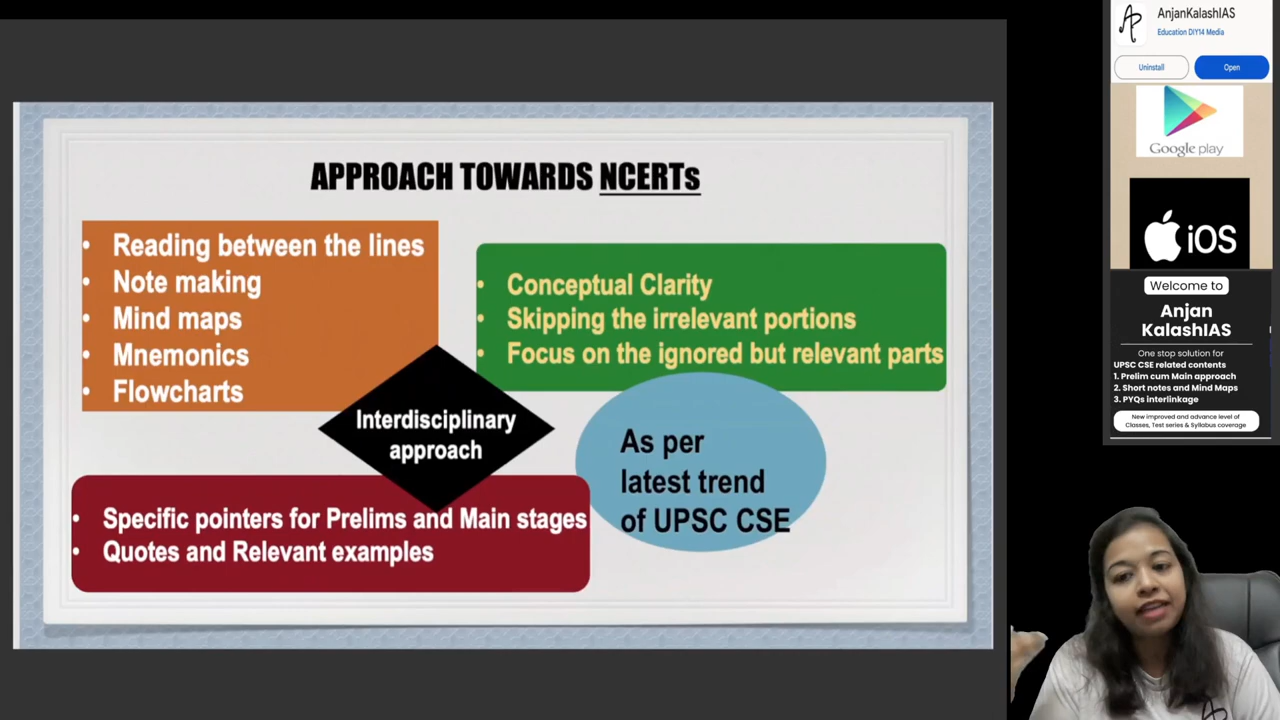 APPROACH TOWARDS NCERTs
• Reading between the lines
• Note making
• Mind maps
• Mnemonics
• Flowcharts
• Conceptual Clarity
• Skipping the irrelevant portions
• Focus on the ignored but relevant parts
Interdisciplinary
approach
As per
latest trend
of UPSC CSE
• Specific pointers for Prelims and Main stages
• Quotes and Relevant examples
AnjanKalashIAS
Education DIY14 Media
Uninstall
Open
Google play
iOS
Welcome to
Anjan
KalashIAS
One stop solution for
UPSC CSE related contents
1. Prelim cum Main approach
2. Short notes and Mind Maps
3. PYQs interlinkage
New improved and advance level of
Classes, Test series & Syllabus coverage